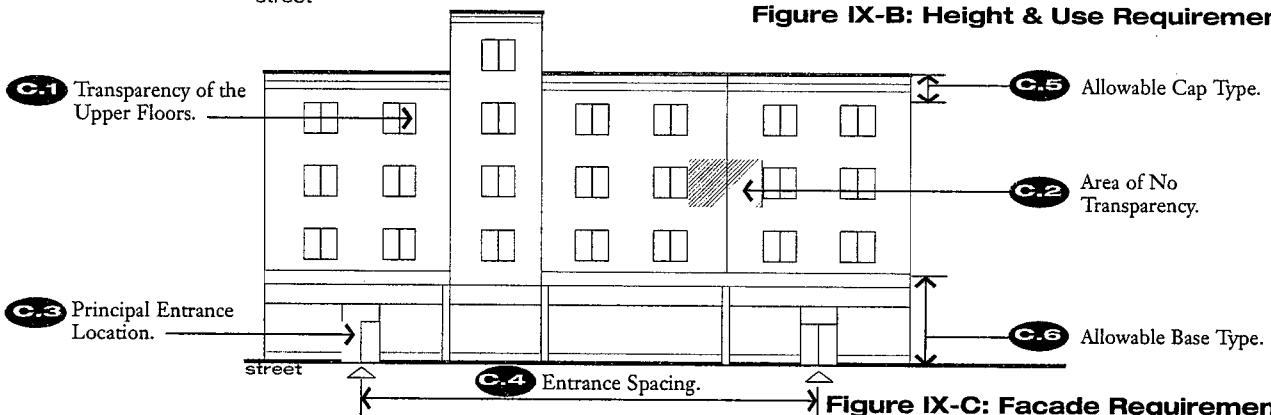 street
Figure IX-B: Height & Use Requiremen
C.1 Transparency of the
Upper Floors.
C.5 Allowable Cap Type.
C.2 Area of No
Transparency.
C.3 Principal Entrance
Location.
C.6 Allowable Base Type.
street
C.4 Entrance Spacing.
Figure IX-C: Facade Requiremen